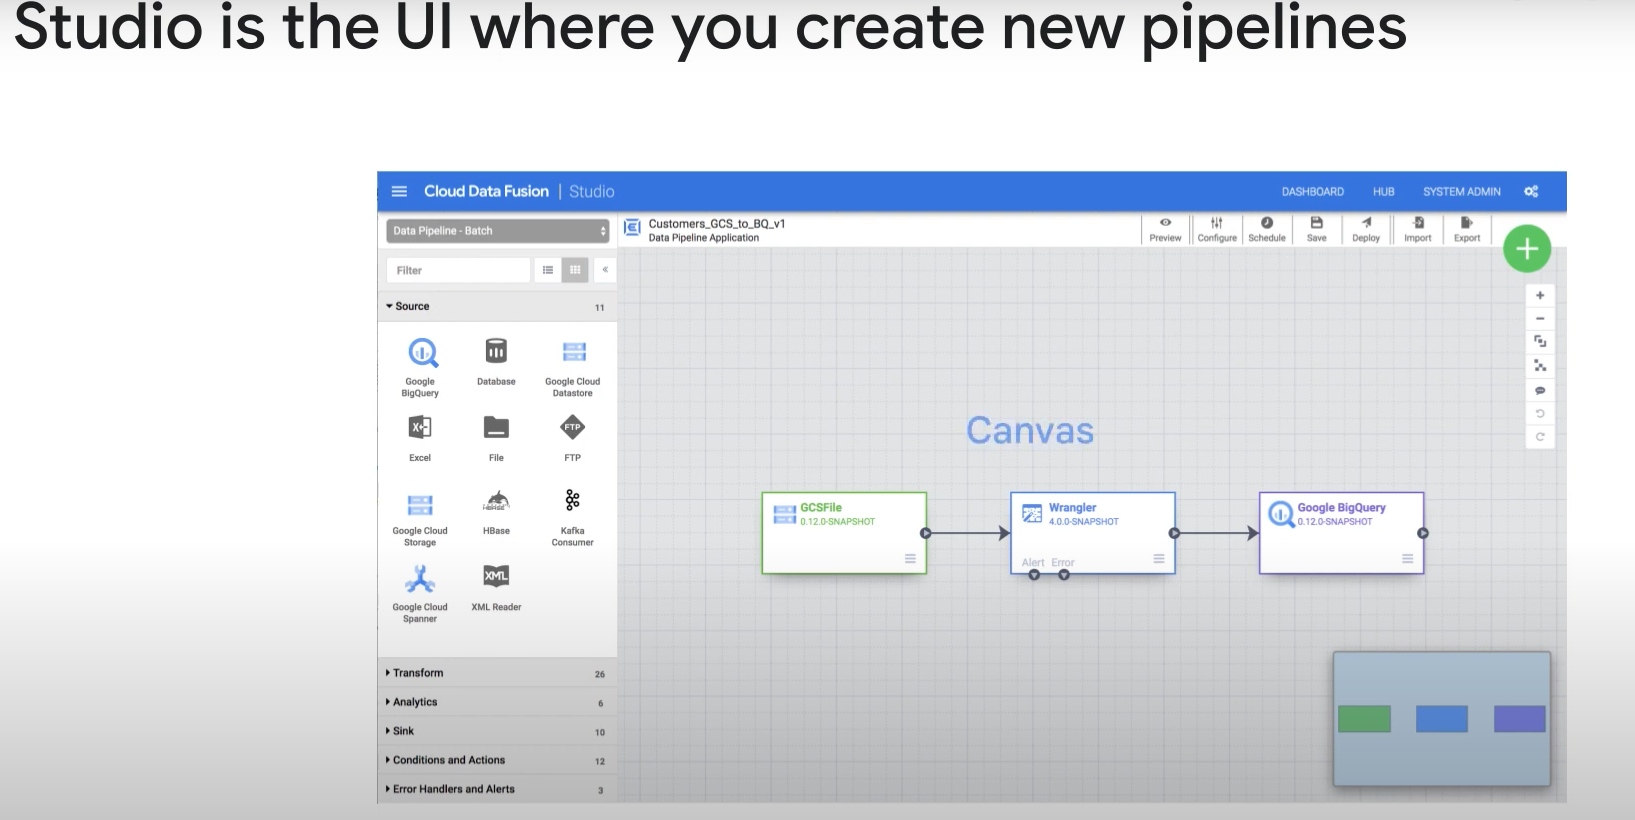 Studio is the UI where you create new pipelines
Cloud Data Fusion | Studio
DASHBOARD
HUB
SYSTEM ADMIN
Data Pipeline - Batch
Customers_GCS_to_BQ_v1
Data Pipeline Application
Preview
Configure
Schedule
Save
Deploy
Import
Export
Filter
Source 11
Google
BigQuery
Database
Google Cloud
Datastore
Excel
File
FTP
FTP
Google Cloud
Storage
HBASE
HBase
Kafka
Consumer
Google Cloud
Spanner
XML
XML Reader
Transform 26
Analytics 6
Sink 10
Conditions and Actions 12
Error Handlers and Alerts 3
Canvas
GCSFile
0.12.0-SNAPSHOT
Wrangler
4.0.0-SNAPSHOT
Alert Error
Google BigQuery
0.12.0-SNAPSHOT